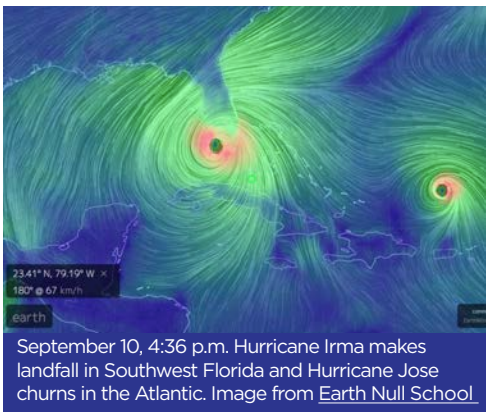 23.41° N, 79.19° W ×
180° @ 67 km/h
earth
September 10, 4:36 p.m. Hurricane Irma makes
landfall in Southwest Florida and Hurricane Jose
churns in the Atlantic. Image from Earth Null School